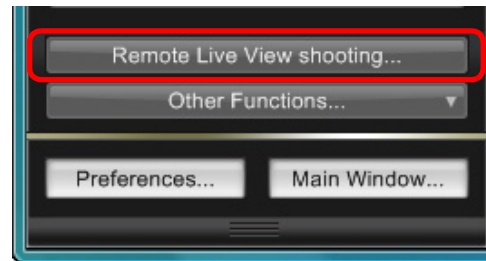 Remote Live View shooting...
Other Functions...
Preferences... Main Window...